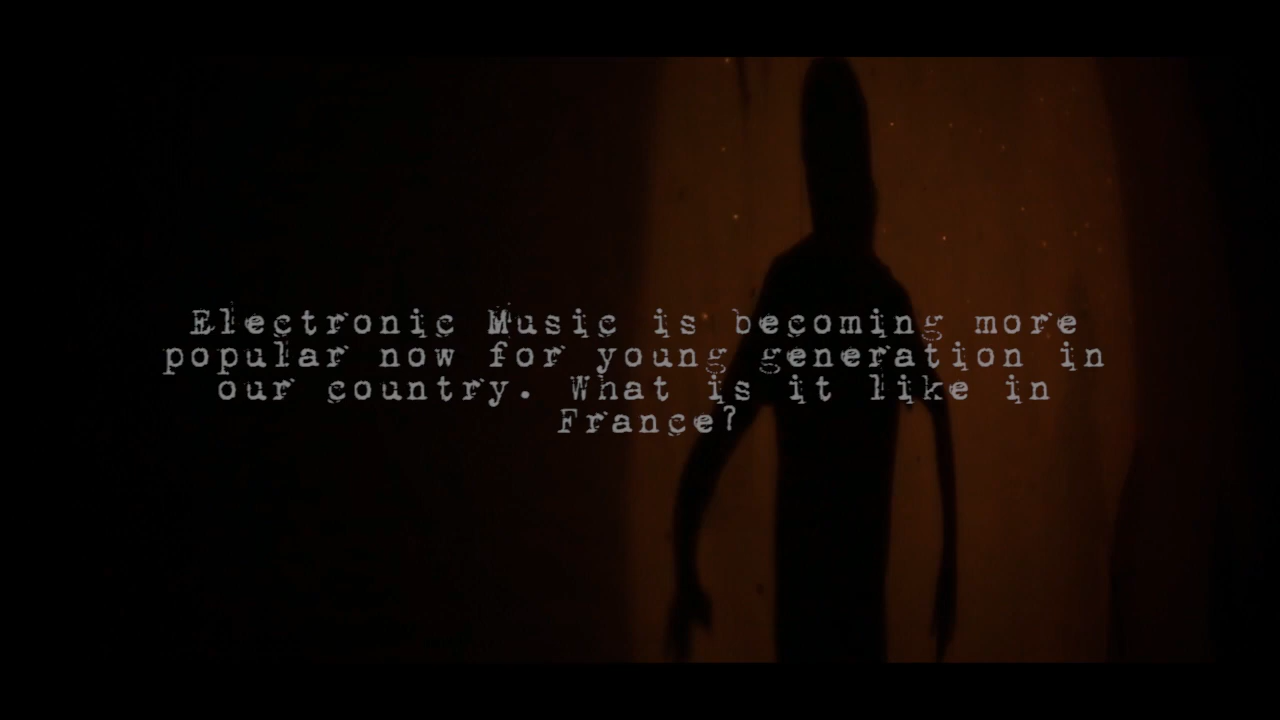 Electronic Music is becoming more
popular now for young generation in
our country. What is it like in
France?